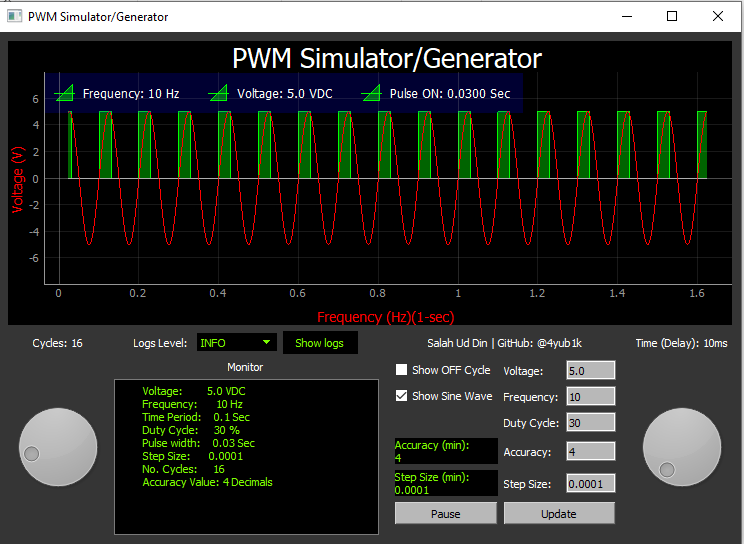 PWM Simulator/Generator
PWM Simulator/Generator
Frequency: 10 Hz Voltage: 5.0 VDC Pulse ON: 0.0300 Sec
6
4
2
0
-2
-4
-6
Voltage (V)
0 0.2 0.4 0.6 0.8 1 1.2 1.4 1.6
Frequency (Hz)(1-sec)
Cycles: 16 Logs Level: INFO Show logs Salah Ud Din | GitHub: @4yub1k Time (Delay): 10ms
Monitor
Voltage: 5.0 VDC
Frequency: 10 Hz
Time Period: 0.1 Sec
Duty Cycle: 30 %
Pulse width: 0.03 Sec
Step Size: 0.0001
No. Cycles: 16
Accuracy Value: 4 Decimals
Show OFF Cycle Voltage: 5.0
Show Sine Wave Frequency: 10
Duty Cycle: 30
Accuracy (min):
4
Accuracy: 4
Step Size (min):
0.0001
Step Size: 0.0001
Pause Update